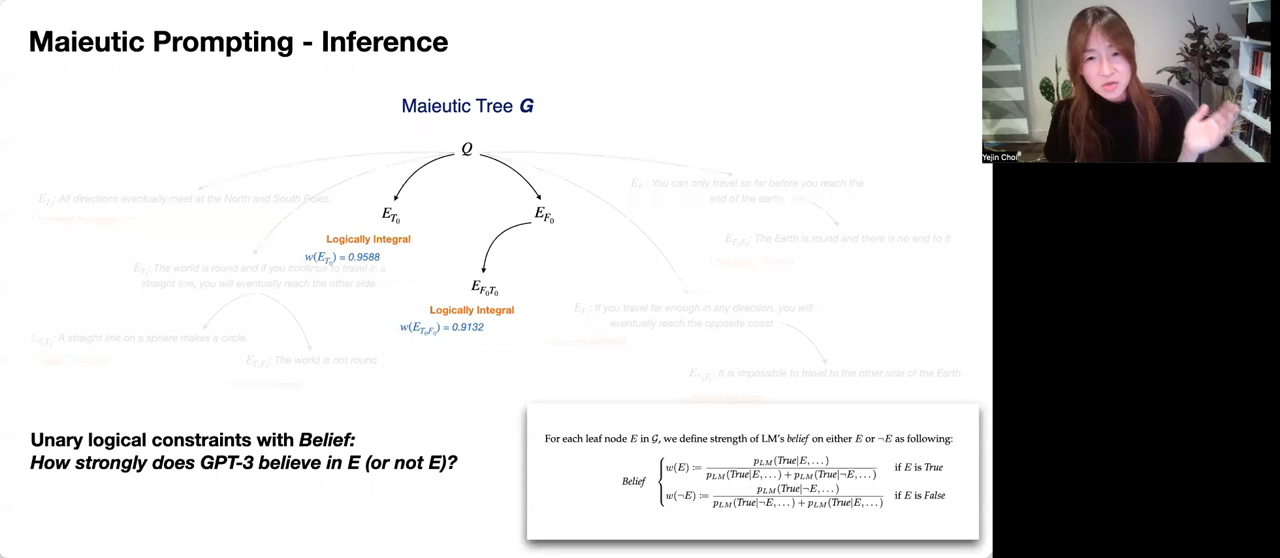 Maieutic Prompting - Inference
Yejin Choi
Maieutic Tree G
Q
E_T₁: All directions eventually meet at the North and South Poles.
E_F₁: You can only travel so far before you reach the
end of the earth.
E_T₀
E_F₀
Logically Integral
w(E_T₀) = 0.9588
: The Earth is round and there is no end to it
: The world is round and if you continue to travel in a
straight line, you will eventually reach the other side.
E_F₀T₀
Logically Integral
w(E_T₀F₀) = 0.9132
: If you travel far enough in any direction, you will
eventually reach the opposite coast.
: A straight line on a sphere makes a circle.
: The world is not round
: It is impossible to travel to the other side of the Earth
Unary logical constraints with Belief:
How strongly does GPT-3 believe in E (or not E)?
For each leaf node E in 𝒢, we define strength of LM's belief on either E or ¬E as following:
Belief { w(E) := p_LM(True|E, . . .) / p_LM(True|E, . . .) + p_LM(True|¬E, . . .) if E is True
w(¬E) := p_LM(True|¬E, . . .) / p_LM(True|¬E, . . .) + p_LM(True|E, . . .) if E is False